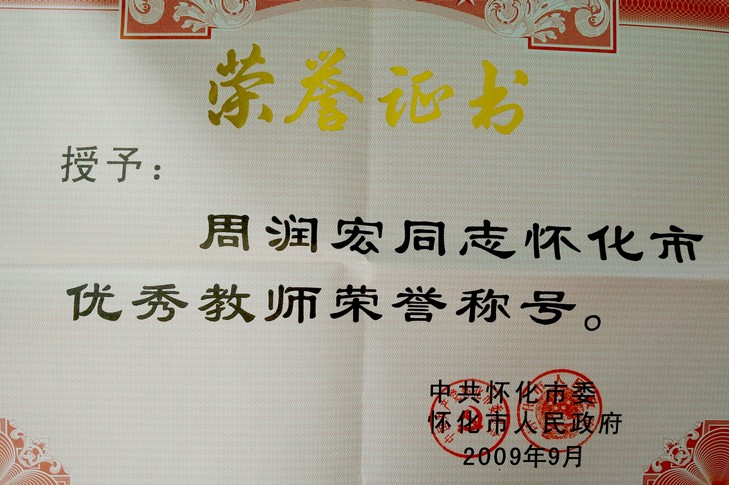 荣誉证书
授予：
周润宏同志怀化市
优秀教师荣誉称号。
中共怀化市委
怀化市人民政府
2009年9月